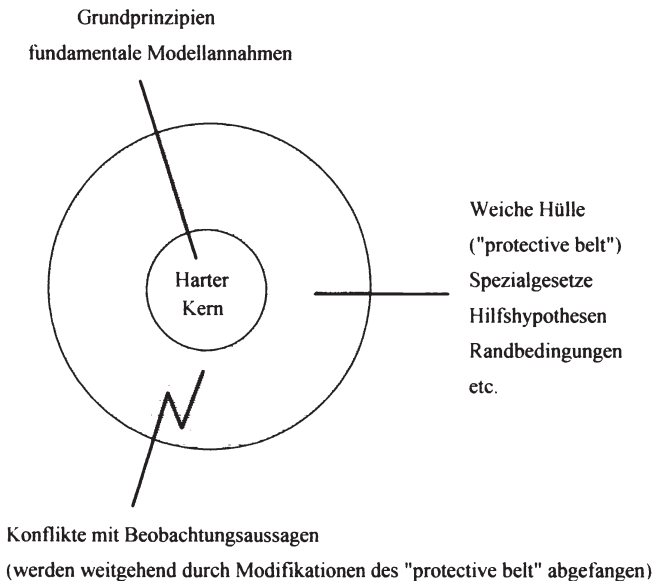 Grundprinzipien
fundamentale Modellannahmen
Harter
Kern
Weiche Hülle
("protective belt")
Spezialgesetze
Hilfshypothesen
Randbedingungen
etc.
Konflikte mit Beobachtungsaussagen
(werden weitgehend durch Modifikationen des "protective belt" abgefangen)